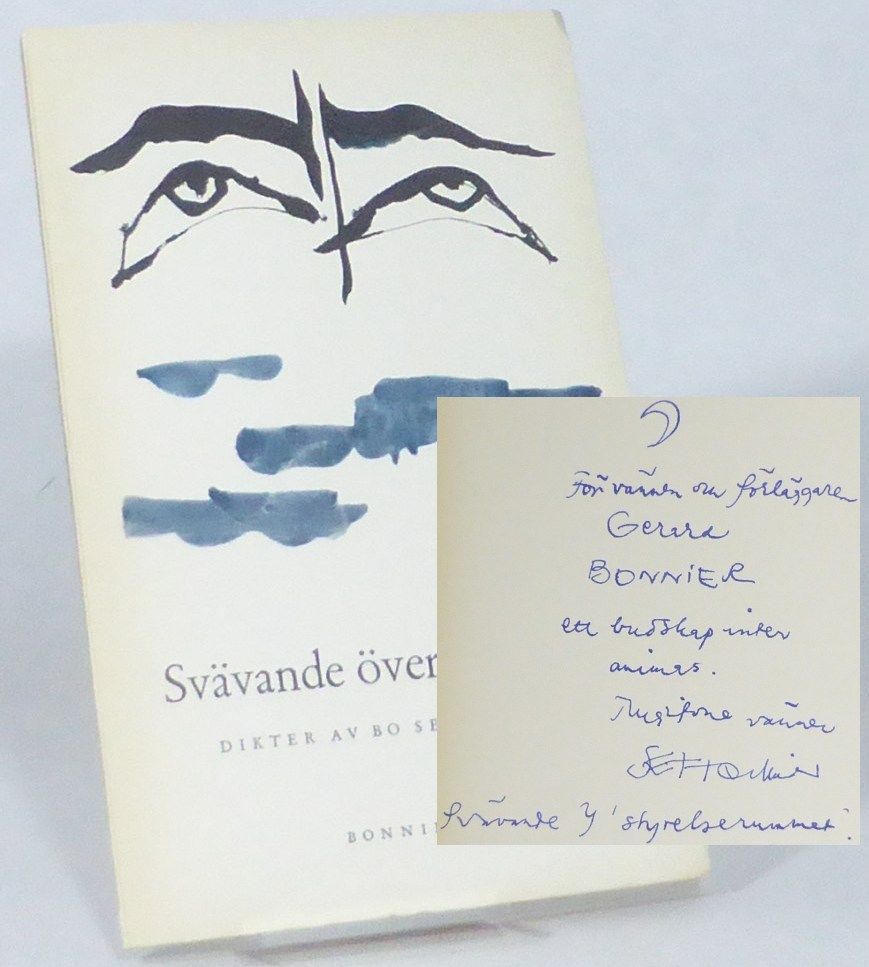 Svävande över
DIKTER AV BO SE
BONNI
För vännen och förläggaren
Gerard
BONNIER
ett budskap inter
animas.
vännen
Svävande i 'styrelserummet'.